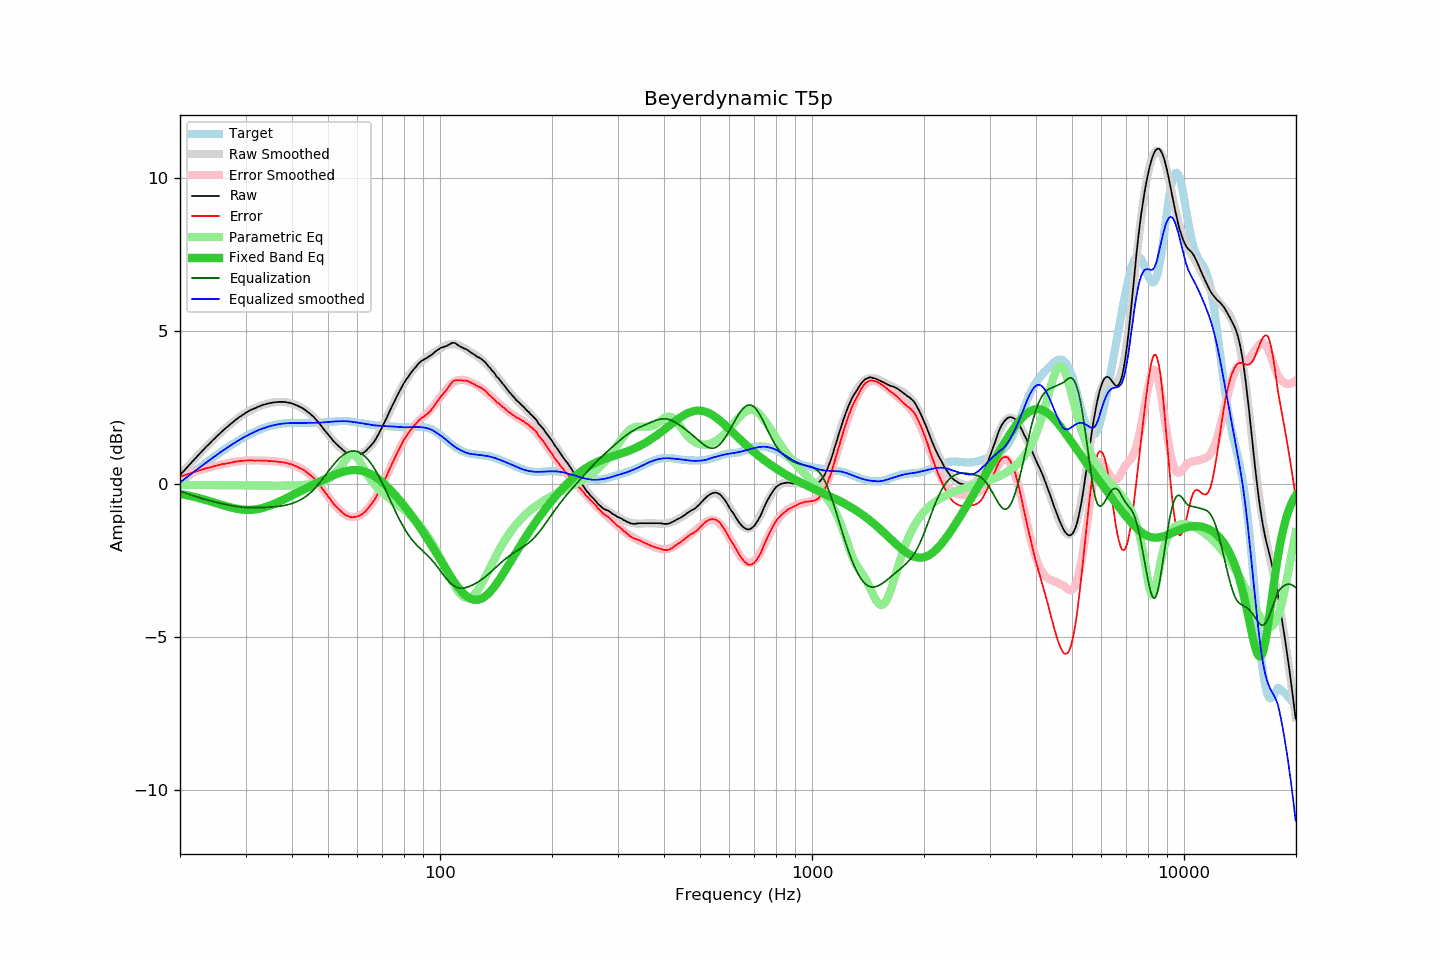 Beyerdynamic T5p
Target
Raw Smoothed
Error Smoothed
Raw
Error
Parametric Eq
Fixed Band Eq
Equalization
Equalized smoothed
10
5
0
−5
−10
Amplitude (dBr)
100
1000
10000
Frequency (Hz)